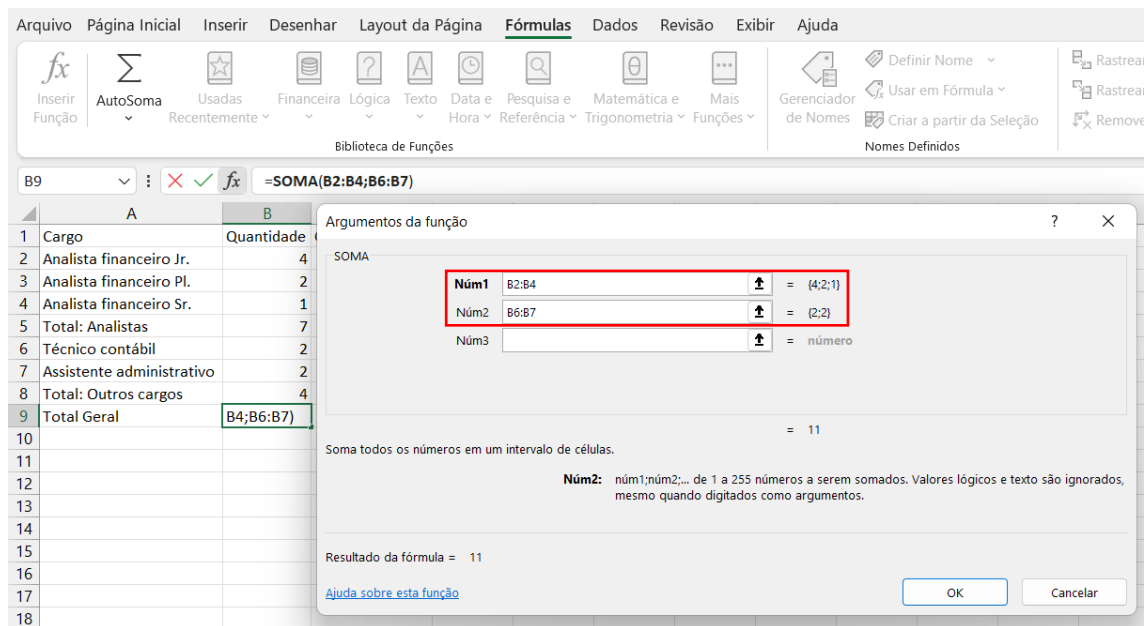 Arquivo Página Inicial Inserir Desenhar Layout da Página Fórmulas Dados Revisão Exibir Ajuda
fx Inserir Função
AutoSoma
Usadas Recentemente
Financeira
Lógica
Texto
Data e Hora
Pesquisa e Referência
Matemática e Trigonometria
Mais Funções
Biblioteca de Funções
Gerenciador de Nomes
Definir Nome
Usar em Fórmula
Criar a partir da Seleção
Nomes Definidos
Rastrear
Rastrear
Remove
B9 fx =SOMA(B2:B4;B6:B7)
A B
1 Cargo Quantidade
2 Analista financeiro Jr. 4
3 Analista financeiro Pl. 2
4 Analista financeiro Sr. 1
5 Total: Analistas 7
6 Técnico contábil 2
7 Assistente administrativo 2
8 Total: Outros cargos 4
9 Total Geral B4;B6:B7)
10
11
12
13
14
15
16
17
18
Argumentos da função ?
SOMA
Núm1 B2:B4 = {4;2;1}
Núm2 B6:B7 = {2;2}
Núm3 = número
= 11
Soma todos os números em um intervalo de células.
Núm2: núm1;núm2;... de 1 a 255 números a serem somados. Valores lógicos e texto são ignorados,
mesmo quando digitados como argumentos.
Resultado da fórmula = 11
Ajuda sobre esta função
OK Cancelar